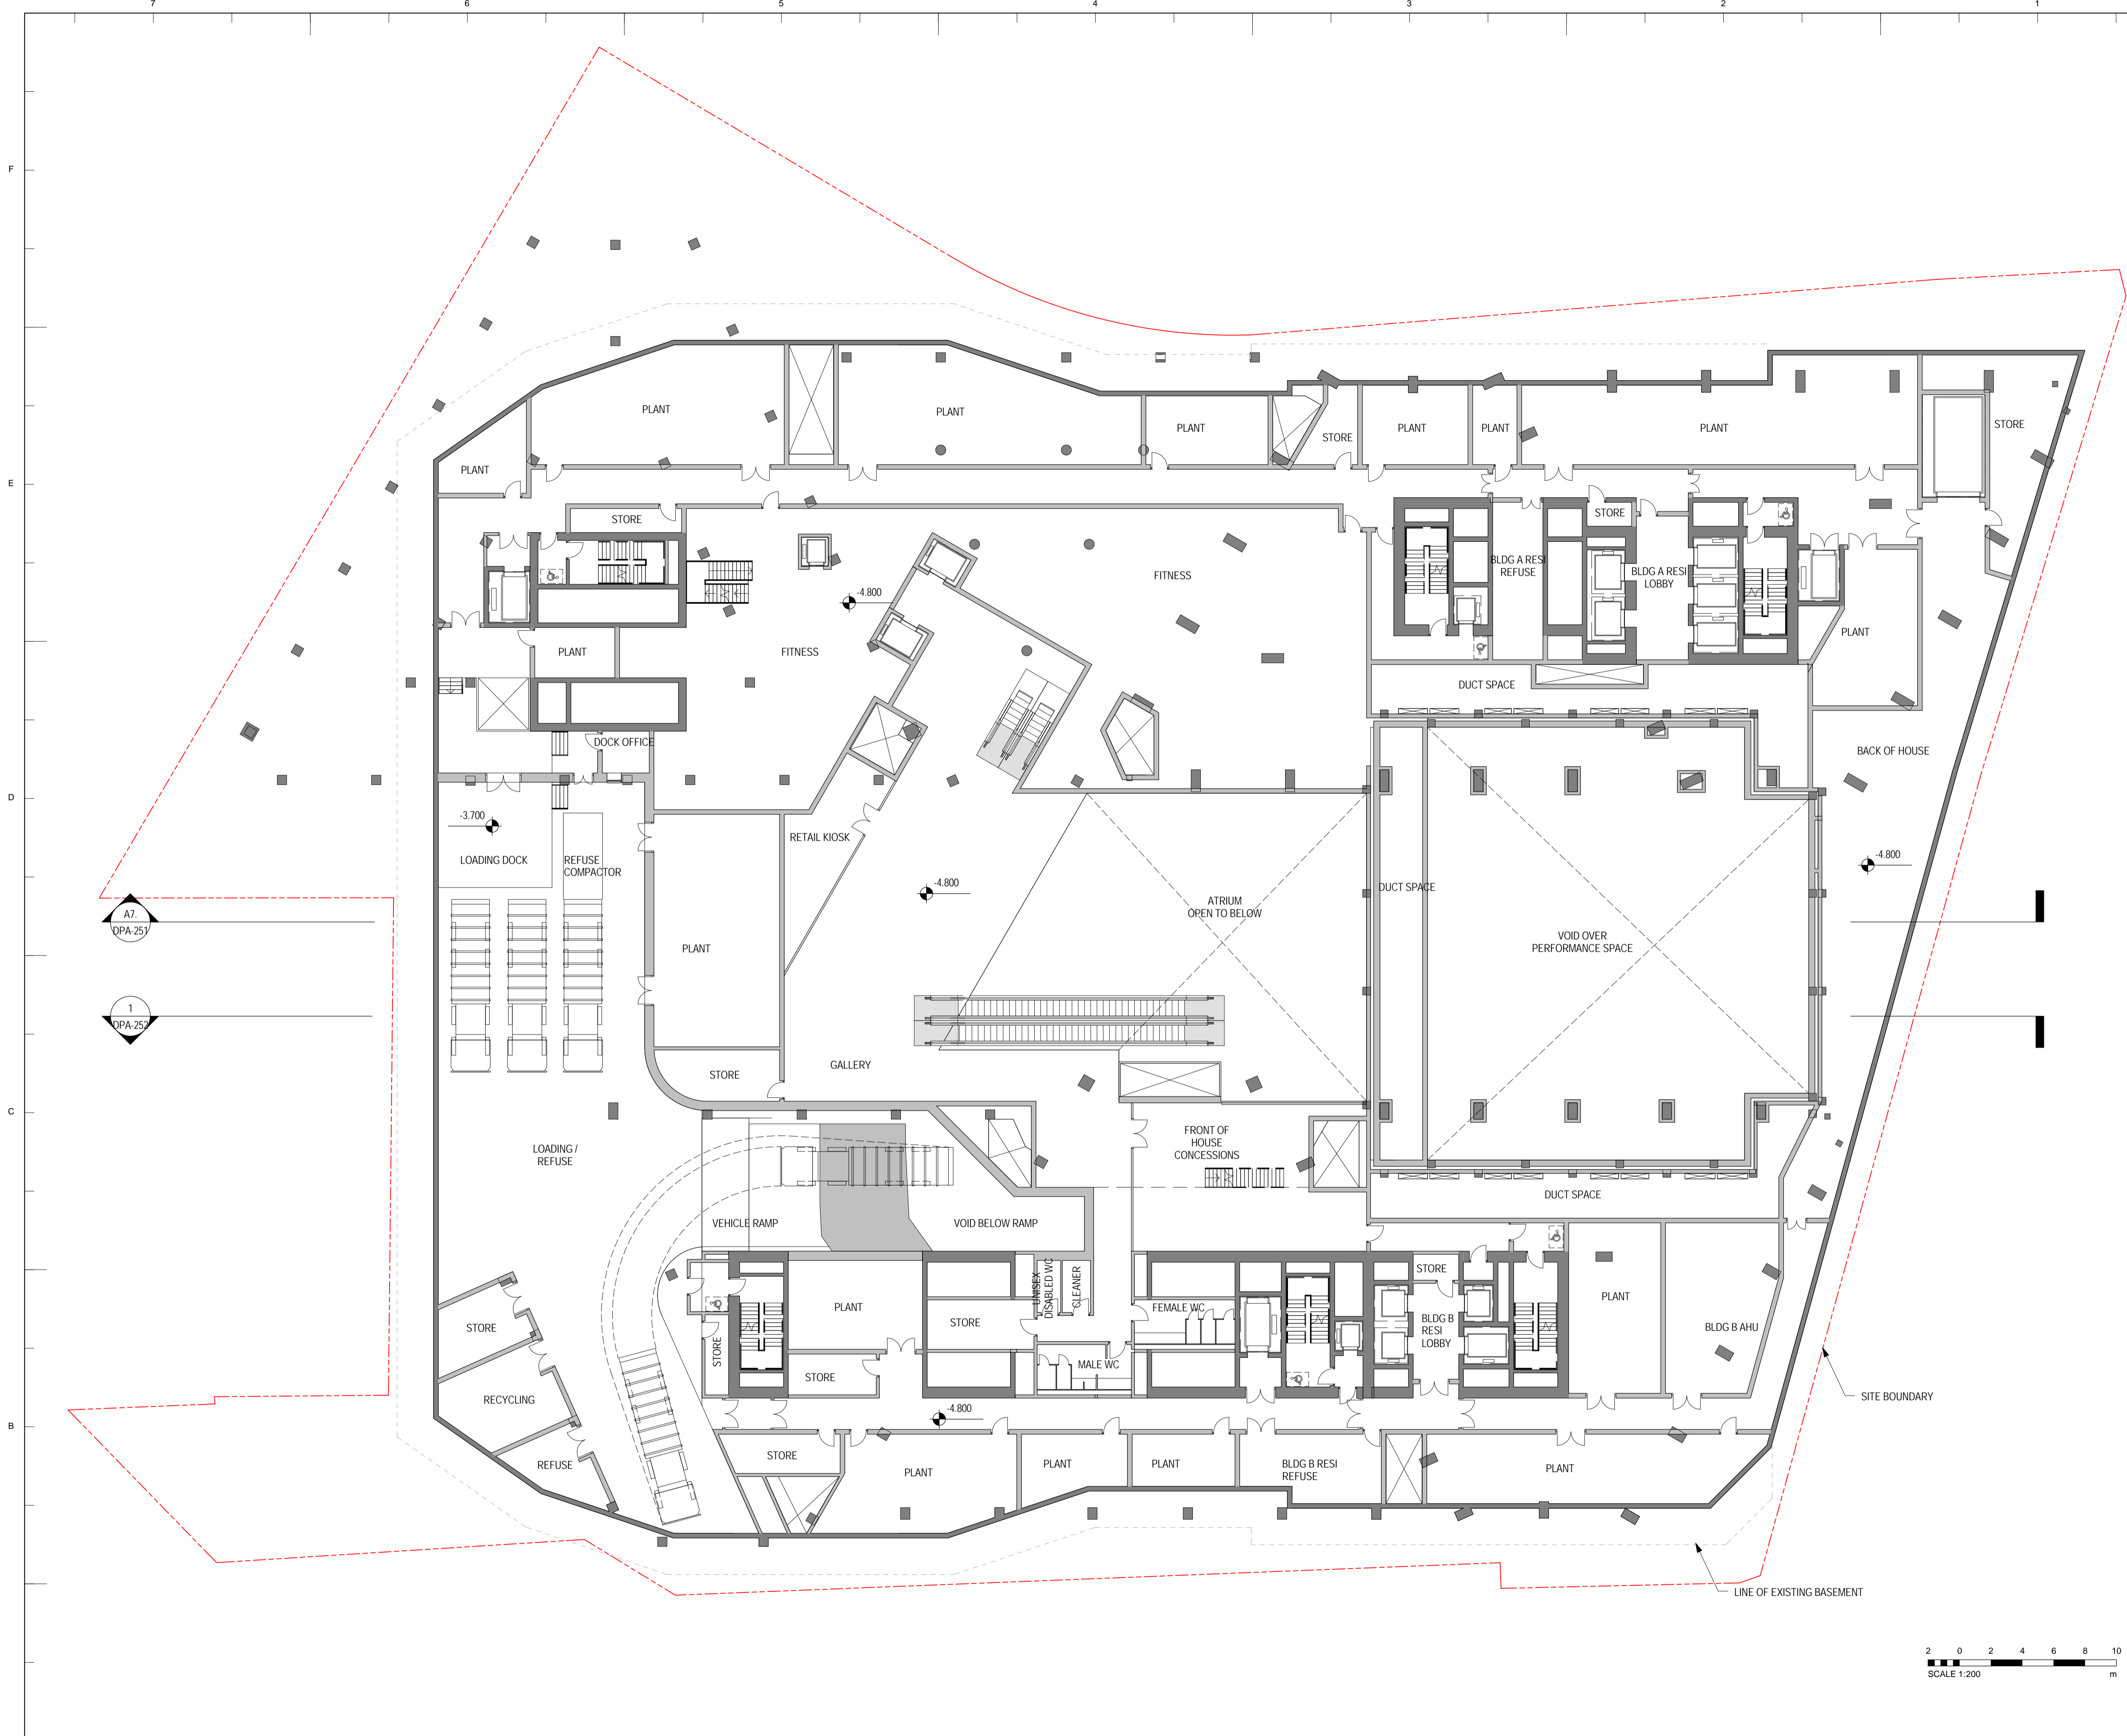 7 6 5 4 3 2 1
F
PLANT
PLANT
PLANT
STORE
PLANT
PLANT
PLANT
STORE
E
PLANT
STORE
STORE
BLDG A RESI
REFUSE
BLDG A RESI
LOBBY
FITNESS
-4.800
FITNESS
PLANT
PLANT
DUCT SPACE
DOCK OFFICE
BACK OF HOUSE
D
-3.700
RETAIL KIOSK
LOADING DOCK
REFUSE
COMPACTOR
-4.800
-4.800
DUCT SPACE
ATRIUM
OPEN TO BELOW
A7.
DPA-251
PLANT
VOID OVER
PERFORMANCE SPACE
1
DPA-252
GALLERY
STORE
C
LOADING /
REFUSE
FRONT OF
HOUSE
CONCESSIONS
DUCT SPACE
VEHICLE RAMP
VOID BELOW RAMP
UNISEX
DISABLED WC
CLEANER
STORE
PLANT
STORE
FEMALE WC
PLANT
BLDG B
RESI
LOBBY
BLDG B AHU
STORE
STORE
MALE WC
STORE
RECYCLING
SITE BOUNDARY
-4.800
B
STORE
REFUSE
PLANT
PLANT
PLANT
BLDG B RESI
REFUSE
PLANT
LINE OF EXISTING BASEMENT
2 0 2 4 6 8 10
SCALE 1:200 m